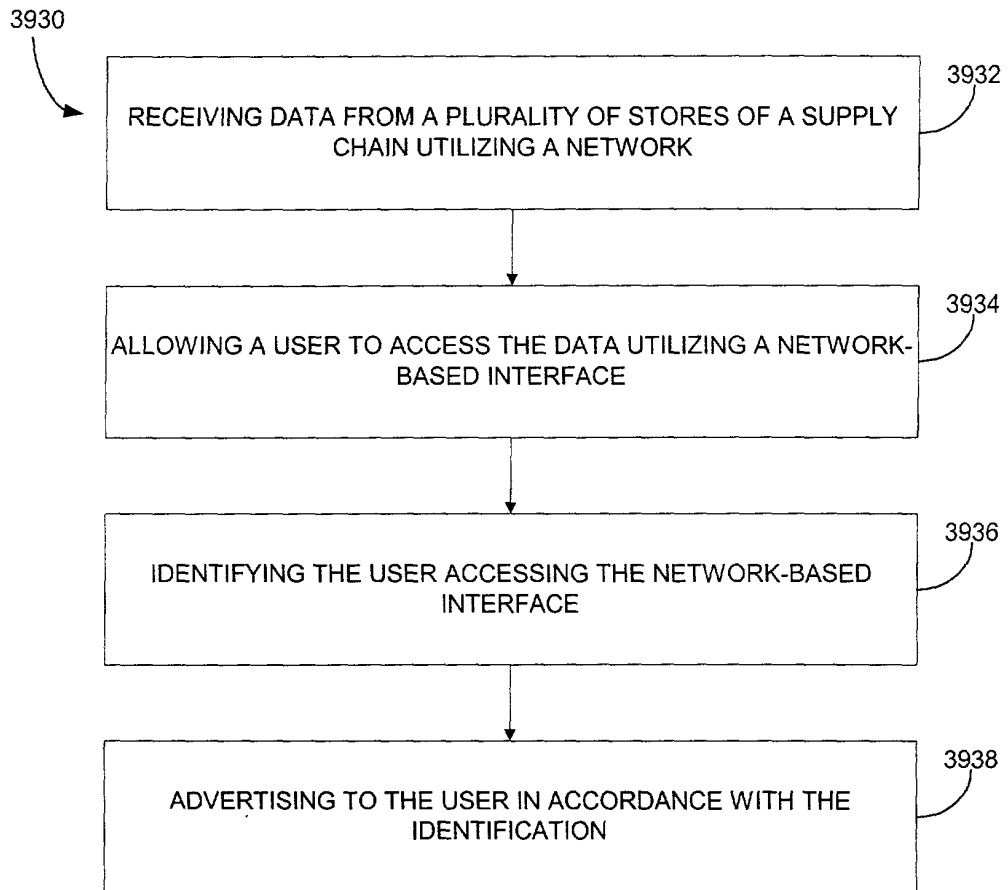 3930
3932
RECEIVING DATA FROM A PLURALITY OF STORES OF A SUPPLY
CHAIN UTILIZING A NETWORK
3934
ALLOWING A USER TO ACCESS THE DATA UTILIZING A NETWORK-
BASED INTERFACE
3936
IDENTIFYING THE USER ACCESSING THE NETWORK-BASED
INTERFACE
3938
ADVERTISING TO THE USER IN ACCORDANCE WITH THE
IDENTIFICATION